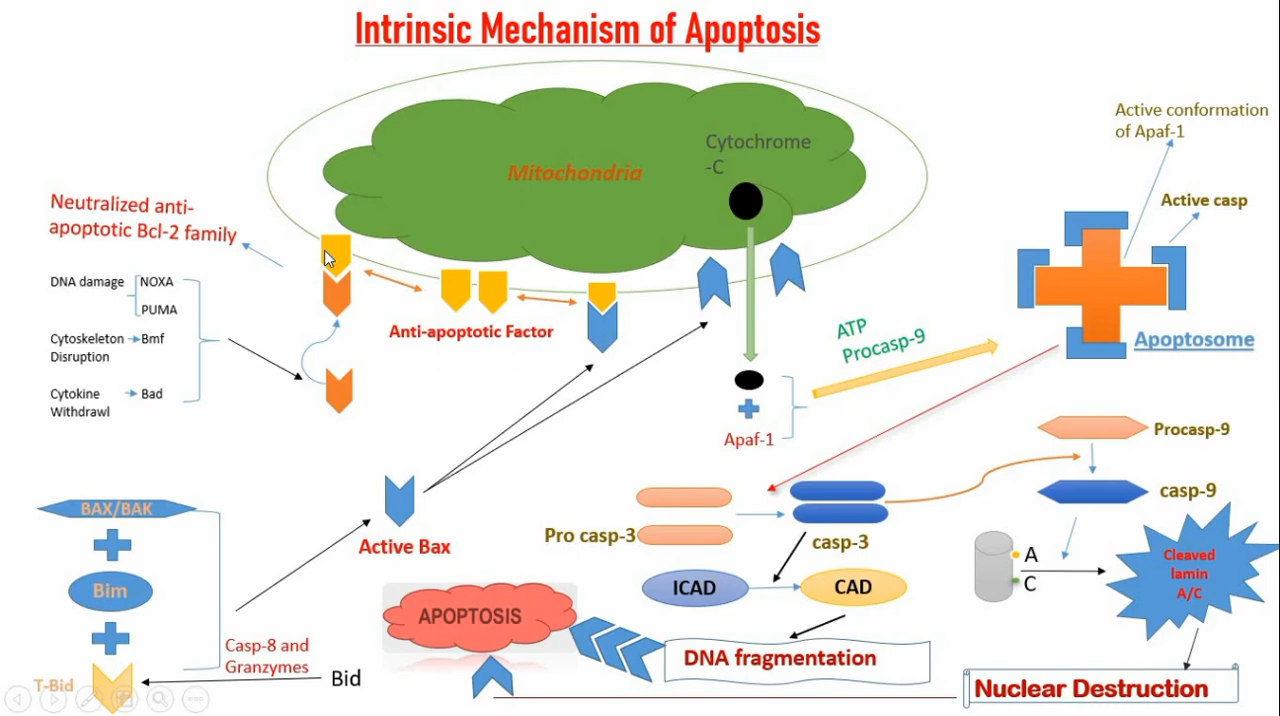 Intrinsic Mechanism of Apoptosis
Active conformation
of Apaf-1
Cytochrome
-C
Mitochondria
Active casp
Neutralized anti-
apoptotic Bcl-2 family
DNA damage
NOXA
PUMA
Cytoskeleton
Disruption
Bmf
Cytokine
Withdrawl
Bad
Anti-apoptotic Factor
ATP
Procasp-9
Apoptosome
Apaf-1
Procasp-9
casp-9
BAX/BAK
Bim
T-Bid
Casp-8 and
Granzymes
Bid
Active Bax
Pro casp-3
casp-3
ICAD
CAD
A
C
Cleaved
lamin
A/C
APOPTOSIS
DNA fragmentation
Nuclear Destruction